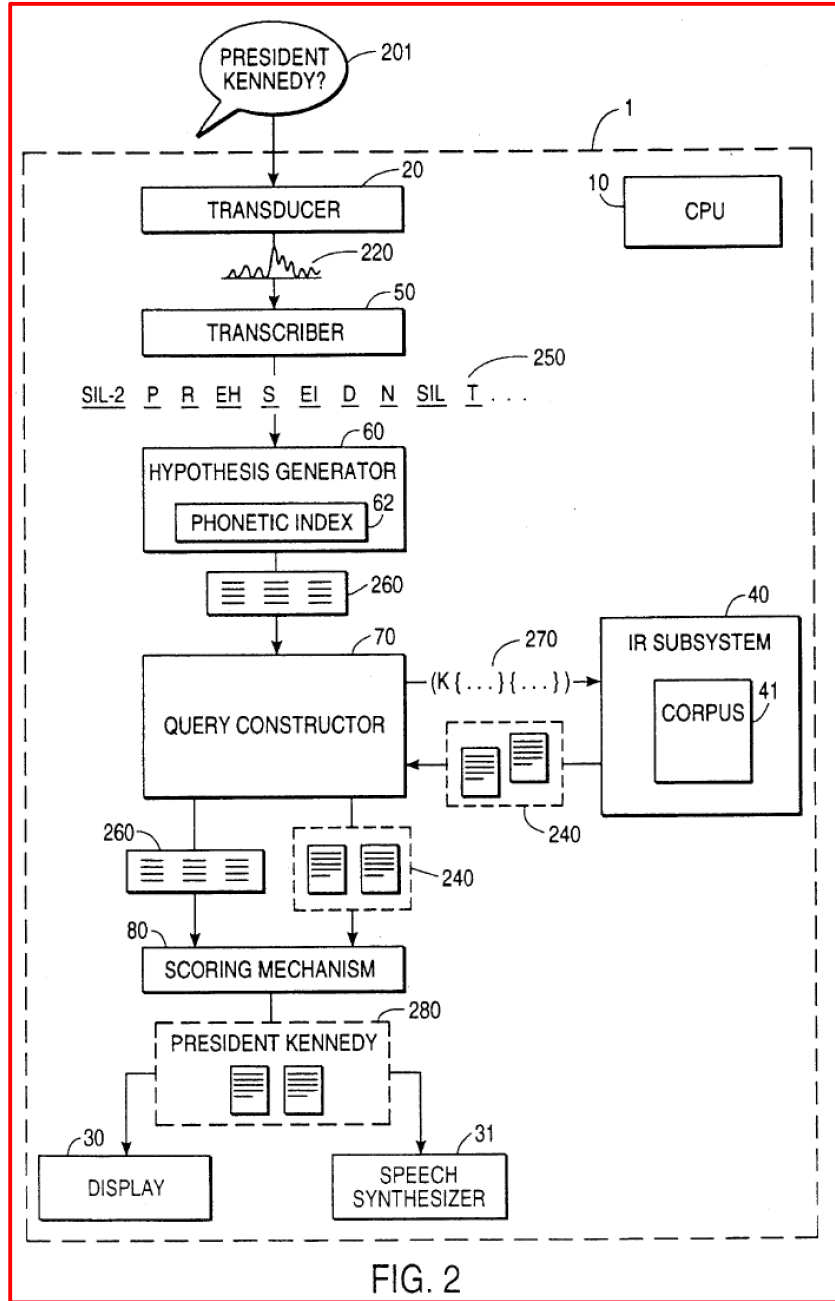 PRESIDENT
KENNEDY?
201
1
20
TRANSDUCER
10
CPU
220
50
TRANSCRIBER
250
SIL-2 P R EH S EI D N SIL T . . .
60
HYPOTHESIS GENERATOR
62
PHONETIC INDEX
260
70
QUERY CONSTRUCTOR
270
(K { . . . } { . . . } )
40
IR SUBSYSTEM
41
CORPUS
240
260
240
80
SCORING MECHANISM
280
PRESIDENT KENNEDY
30
DISPLAY
31
SPEECH
SYNTHESIZER
FIG. 2